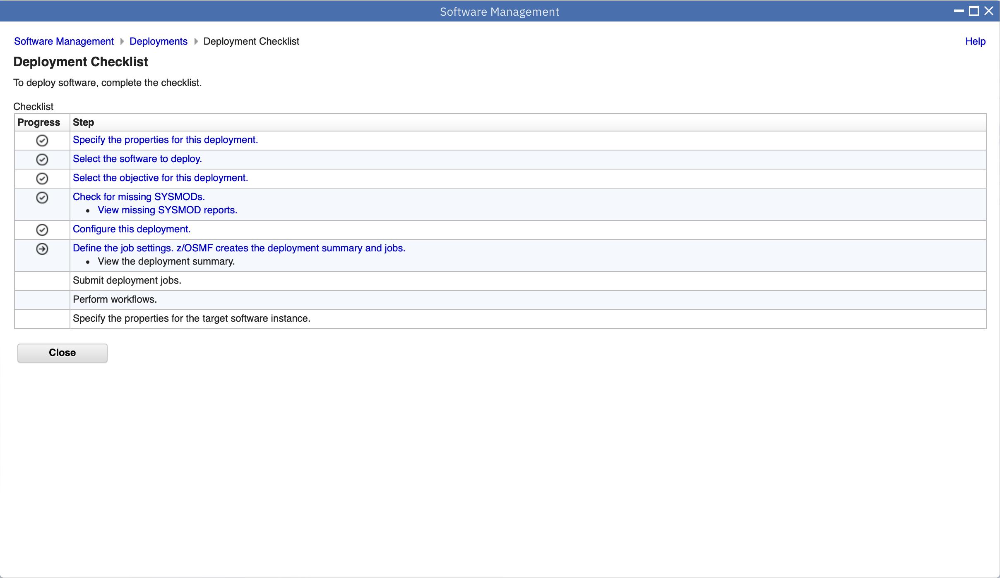 Software Management
Software Management Deployments Deployment Checklist Help
Deployment Checklist
To deploy software, complete the checklist.
Checklist
Progress Step
Specify the properties for this deployment.
Select the software to deploy.
Select the objective for this deployment.
Check for missing SYSMODs.
• View missing SYSMOD reports.
Configure this deployment.
Define the job settings. z/OSMF creates the deployment summary and jobs.
• View the deployment summary.
Submit deployment jobs.
Perform workflows.
Specify the properties for the target software instance.
Close